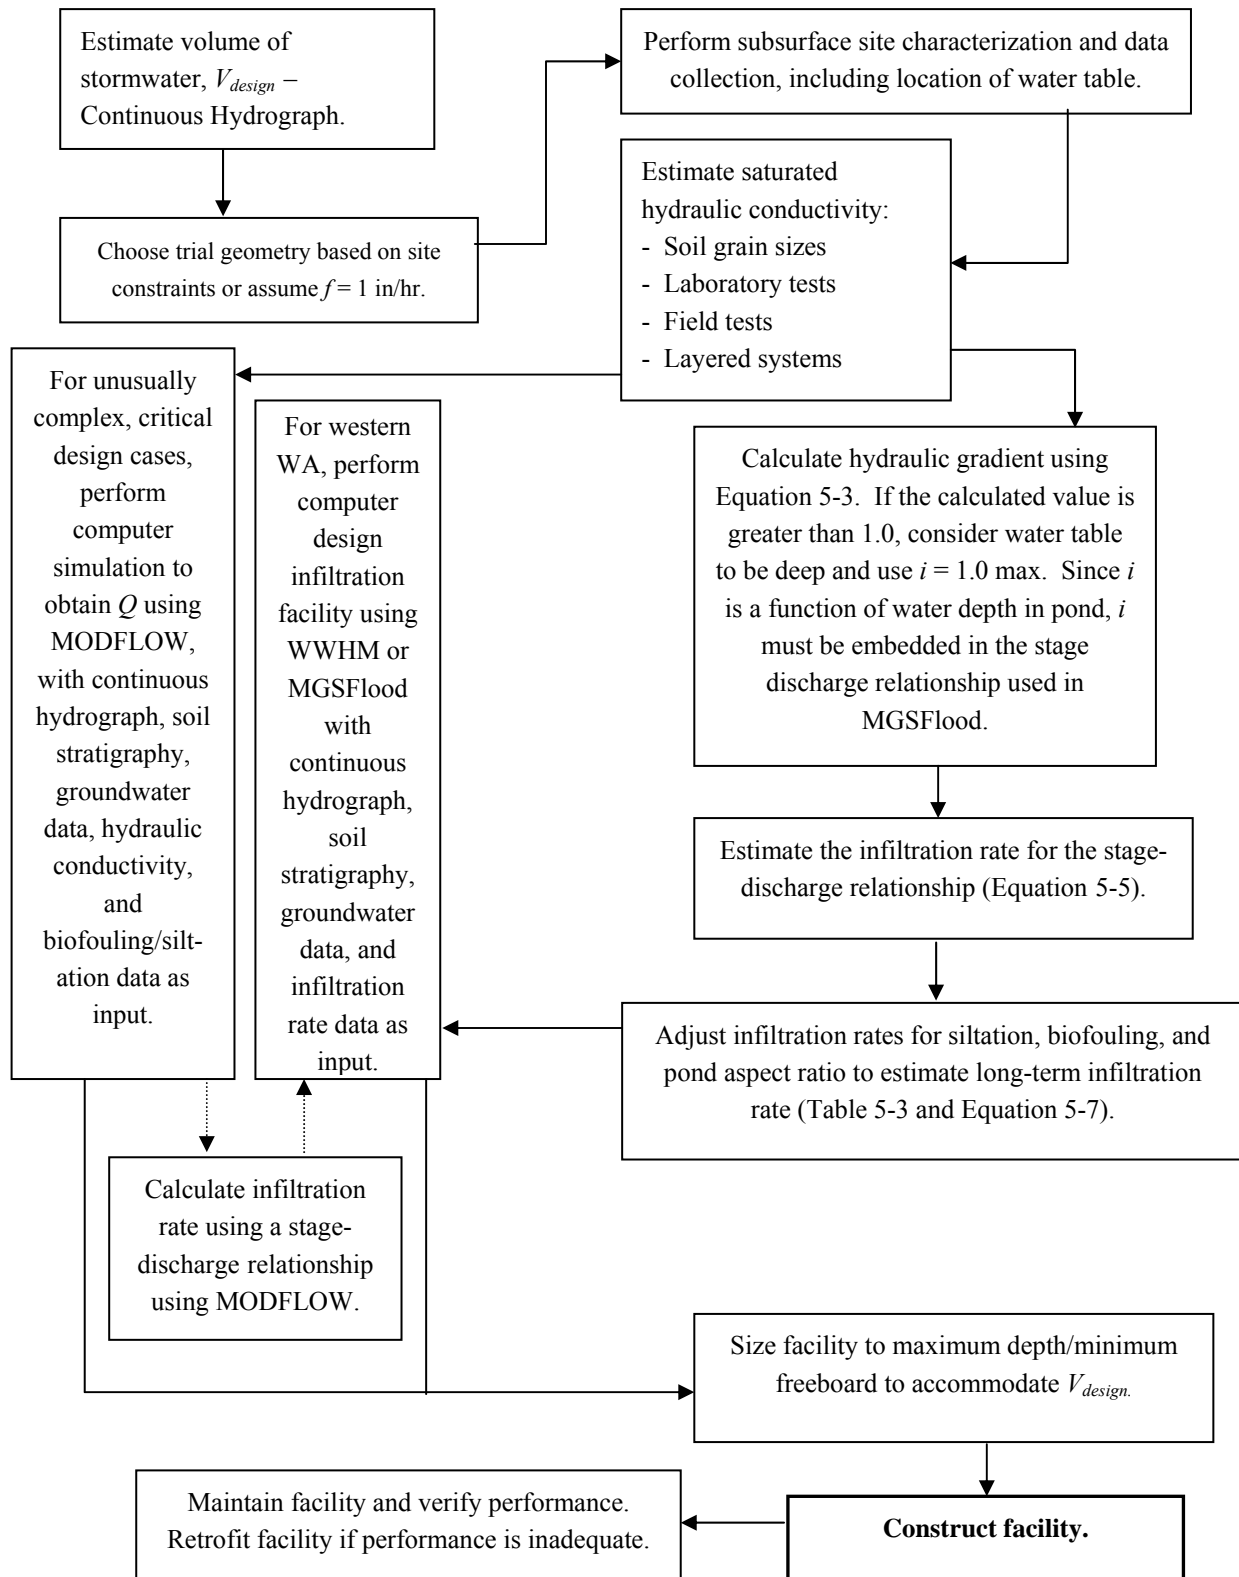 Estimate volume of
stormwater, Vdesign –
Continuous Hydrograph.
Perform subsurface site characterization and data
collection, including location of water table.
Choose trial geometry based on site
constraints or assume f = 1 in/hr.
Estimate saturated
hydraulic conductivity:
- Soil grain sizes
- Laboratory tests
- Field tests
- Layered systems
For unusually
complex, critical
design cases,
perform
computer
simulation to
obtain Q using
MODFLOW,
with continuous
hydrograph, soil
stratigraphy,
groundwater
data, hydraulic
conductivity,
and
biofouling/silt-
ation data as
input.
For western
WA, perform
computer
design
infiltration
facility using
WWHM or
MGSFlood
with
continuous
hydrograph,
soil
stratigraphy,
groundwater
data, and
infiltration
rate data as
input.
Calculate hydraulic gradient using
Equation 5-3. If the calculated value is
greater than 1.0, consider water table
to be deep and use i = 1.0 max. Since i
is a function of water depth in pond, i
must be embedded in the stage
discharge relationship used in
MGSFlood.
Estimate the infiltration rate for the stage-
discharge relationship (Equation 5-5).
Adjust infiltration rates for siltation, biofouling, and
pond aspect ratio to estimate long-term infiltration
rate (Table 5-3 and Equation 5-7).
Calculate infiltration
rate using a stage-
discharge relationship
using MODFLOW.
Size facility to maximum depth/minimum
freeboard to accommodate Vdesign.
Construct facility.
Maintain facility and verify performance.
Retrofit facility if performance is inadequate.